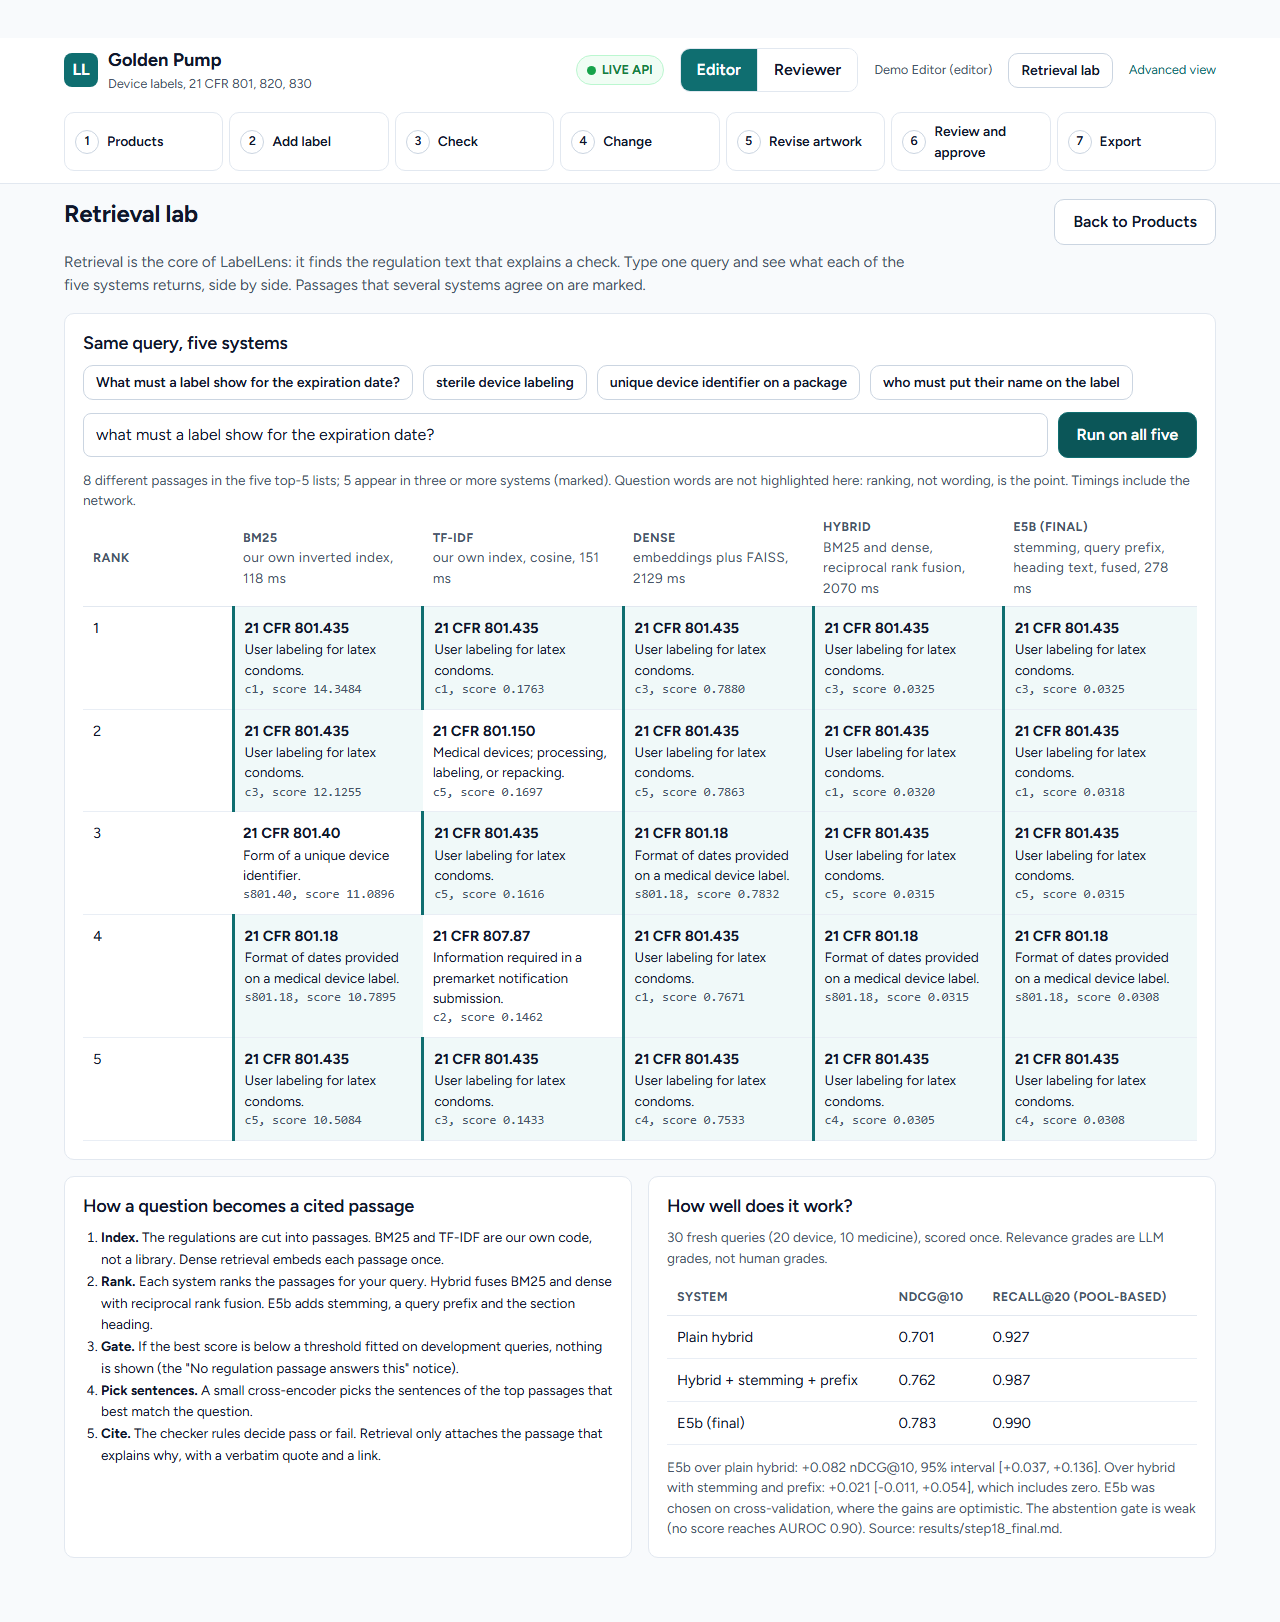 LL
Golden Pump
Device labels, 21 CFR 801, 820, 830
LIVE API
Editor
Reviewer
Demo Editor (editor)
Retrieval lab
Advanced view
1 Products
2 Add label
3 Check
4 Change
5 Revise artwork
6 Review and
approve
7 Export
Retrieval lab
Back to Products
Retrieval is the core of LabelLens: it finds the regulation text that explains a check. Type one query and see what each of the
five systems returns, side by side. Passages that several systems agree on are marked.
Same query, five systems
What must a label show for the expiration date?
sterile device labeling
unique device identifier on a package
who must put their name on the label
what must a label show for the expiration date?
Run on all five
8 different passages in the five top-5 lists; 5 appear in three or more systems (marked). Question words are not highlighted here: ranking, not wording, is the point. Timings include the
network.
RANK
BM25
our own inverted index,
118 ms
TF-IDF
our own index, cosine, 151
ms
DENSE
embeddings plus FAISS,
2129 ms
HYBRID
BM25 and dense,
reciprocal rank fusion,
2070 ms
E5B (FINAL)
stemming, query prefix,
heading text, fused, 278
ms
1
21 CFR 801.435
User labeling for latex
condoms.
c1, score 14.3484
21 CFR 801.435
User labeling for latex
condoms.
c1, score 0.1763
21 CFR 801.435
User labeling for latex
condoms.
c3, score 0.7880
21 CFR 801.435
User labeling for latex
condoms.
c3, score 0.0325
21 CFR 801.435
User labeling for latex
condoms.
c3, score 0.0325
2
21 CFR 801.435
User labeling for latex
condoms.
c3, score 12.1255
21 CFR 801.150
Medical devices; processing,
labeling, or repacking.
c5, score 0.1697
21 CFR 801.435
User labeling for latex
condoms.
c5, score 0.7863
21 CFR 801.435
User labeling for latex
condoms.
c1, score 0.0320
21 CFR 801.435
User labeling for latex
condoms.
c1, score 0.0318
3
21 CFR 801.40
Form of a unique device
identifier.
s801.40, score 11.0896
21 CFR 801.435
User labeling for latex
condoms.
c5, score 0.1616
21 CFR 801.18
Format of dates provided
on a medical device label.
s801.18, score 0.7832
21 CFR 801.435
User labeling for latex
condoms.
c5, score 0.0315
21 CFR 801.435
User labeling for latex
condoms.
c5, score 0.0315
4
21 CFR 801.18
Format of dates provided
on a medical device label.
s801.18, score 10.7895
21 CFR 807.87
Information required in a
premarket notification
submission.
c2, score 0.1462
21 CFR 801.435
User labeling for latex
condoms.
c1, score 0.7671
21 CFR 801.18
Format of dates provided
on a medical device label.
s801.18, score 0.0315
21 CFR 801.18
Format of dates provided
on a medical device label.
s801.18, score 0.0308
5
21 CFR 801.435
User labeling for latex
condoms.
c5, score 10.5084
21 CFR 801.435
User labeling for latex
condoms.
c3, score 0.1433
21 CFR 801.435
User labeling for latex
condoms.
c4, score 0.7533
21 CFR 801.435
User labeling for latex
condoms.
c4, score 0.0305
21 CFR 801.435
User labeling for latex
condoms.
c4, score 0.0308
How a question becomes a cited passage
1. Index. The regulations are cut into passages. BM25 and TF-IDF are our own code,
not a library. Dense retrieval embeds each passage once.
2. Rank. Each system ranks the passages for your query. Hybrid fuses BM25 and dense
with reciprocal rank fusion. E5b adds stemming, a query prefix and the section
heading.
3. Gate. If the best score is below a threshold fitted on development queries, nothing
is shown (the "No regulation passage answers this" notice).
4. Pick sentences. A small cross-encoder picks the sentences of the top passages that
best match the question.
5. Cite. The checker rules decide pass or fail. Retrieval only attaches the passage that
explains why, with a verbatim quote and a link.
How well does it work?
30 fresh queries (20 device, 10 medicine), scored once. Relevance grades are LLM
grades, not human grades.
SYSTEM NDCG@10 RECALL@20 (POOL-BASED)
Plain hybrid 0.701 0.927
Hybrid + stemming + prefix 0.762 0.987
E5b (final) 0.783 0.990
E5b over plain hybrid: +0.082 nDCG@10, 95% interval [+0.037, +0.136]. Over hybrid
with stemming and prefix: +0.021 [-0.011, +0.054], which includes zero. E5b was
chosen on cross-validation, where the gains are optimistic. The abstention gate is weak
(no score reaches AUROC 0.90). Source: results/step18_final.md.